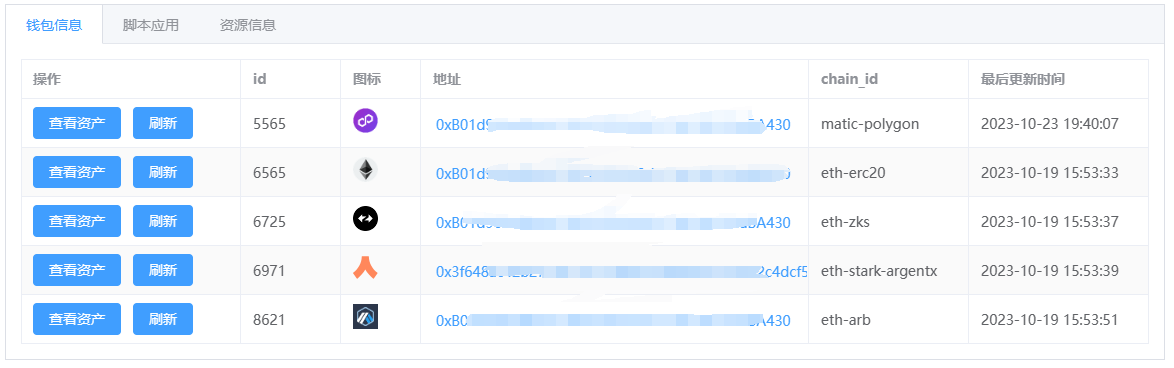 钱包信息 脚本应用 资源信息
操作 id 图标 地址 chain_id 最后更新时间
查看资产 刷新 5565 0xB01d A430 matic-polygon 2023-10-23 19:40:07
查看资产 刷新 6565 0xB01d eth-erc20 2023-10-19 15:53:33
查看资产 刷新 6725 0xB01d A430 eth-zks 2023-10-19 15:53:37
查看资产 刷新 6971 0x3f648 2c4dcf5 eth-stark-argentx 2023-10-19 15:53:39
查看资产 刷新 8621 0xB0 A430 eth-arb 2023-10-19 15:53:51